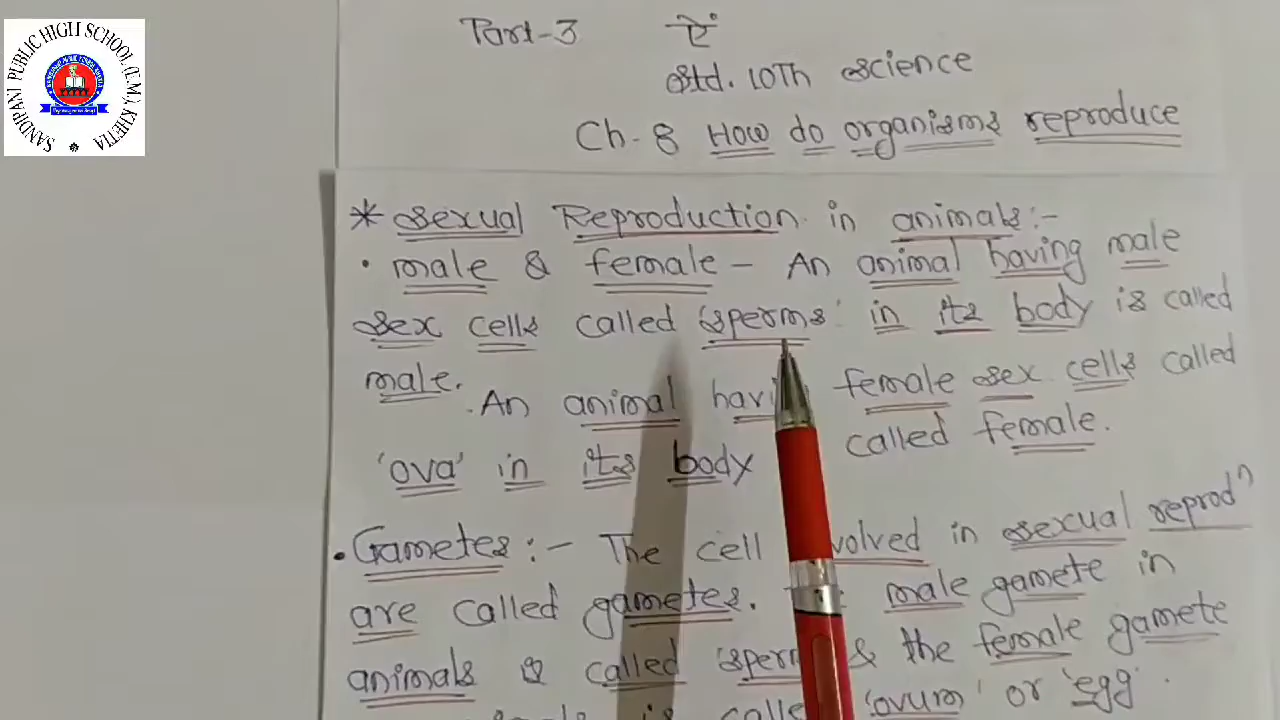 SANDIPANI PUBLIC HIGH SCHOOL (E.M.), KHETIA
Part-3 ऐं
Std. 10Th Science
Ch-8 How do organisms reproduce
* Sexual Reproduction in animals:-
• male & female - An animal having male
sex cells called 'sperms' in its body is called
male.
An animal having female sex cells called
'ova' in its body called female.
• Gametes :- The cell involved in sexual reprodⁿ
are called gametes. male gamete in
animals is called 'sperm & the female gamete
is called 'ovum' or 'egg'.